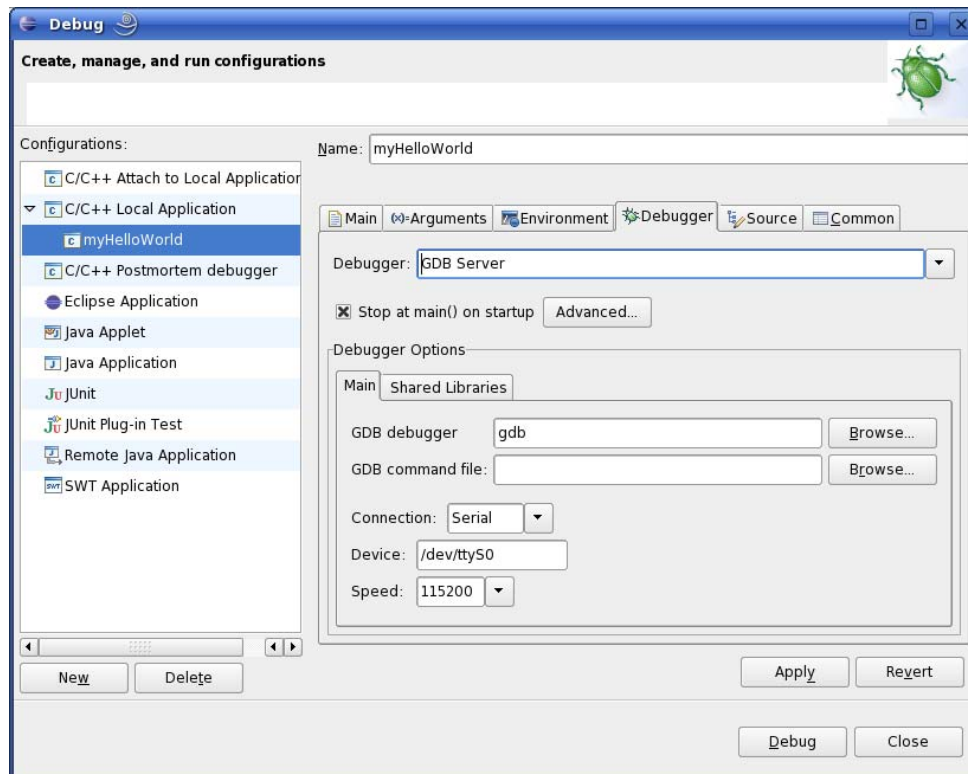 Debug
Create, manage, and run configurations
Configurations:
C/C++ Attach to Local Application
C/C++ Local Application
myHelloWorld
C/C++ Postmortem debugger
Eclipse Application
Java Applet
Java Application
JUnit
JUnit Plug-in Test
Remote Java Application
SWT Application
New Delete
Name: myHelloWorld
Main (x)= Arguments Environment Debugger Source Common
Debugger: GDB Server
Stop at main() on startup Advanced...
Debugger Options
Main Shared Libraries
GDB debugger gdb Browse...
GDB command file: Browse...
Connection: Serial
Device: /dev/ttyS0
Speed: 115200
Apply Revert
Debug Close